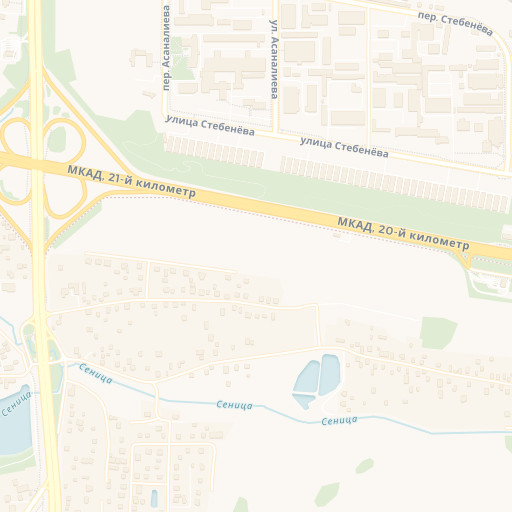 пер. Стебенёва
пер. Асаналиева
ул. Асаналиева
улица Стебенёва
улица Стебенёва
МКАД, 21-й километр
МКАД, 20-й километр
Сеница
Сеница
Сеница
Сеница